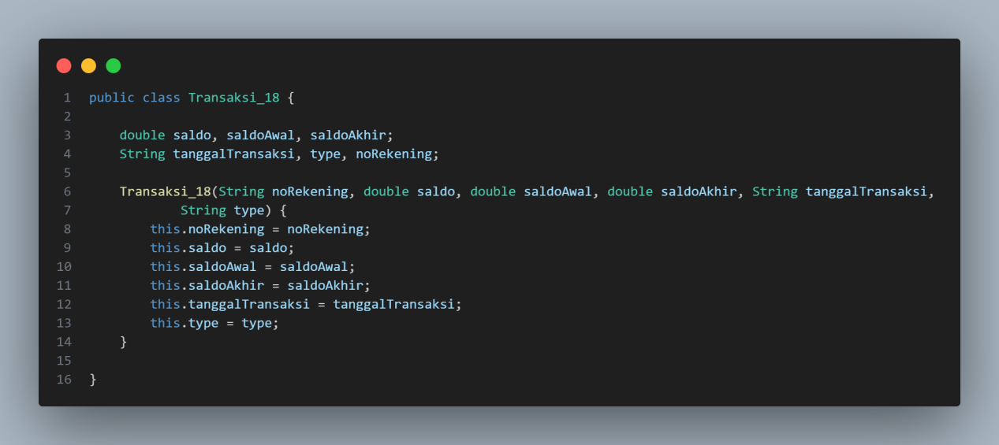 1 public class Transaksi_18 {
2
3     double saldo, saldoAwal, saldoAkhir;
4     String tanggalTransaksi, type, noRekening;
5
6     Transaksi_18(String noRekening, double saldo, double saldoAwal, double saldoAkhir, String tanggalTransaksi,
7             String type) {
8         this.noRekening = noRekening;
9         this.saldo = saldo;
10         this.saldoAwal = saldoAwal;
11         this.saldoAkhir = saldoAkhir;
12         this.tanggalTransaksi = tanggalTransaksi;
13         this.type = type;
14     }
15
16 }